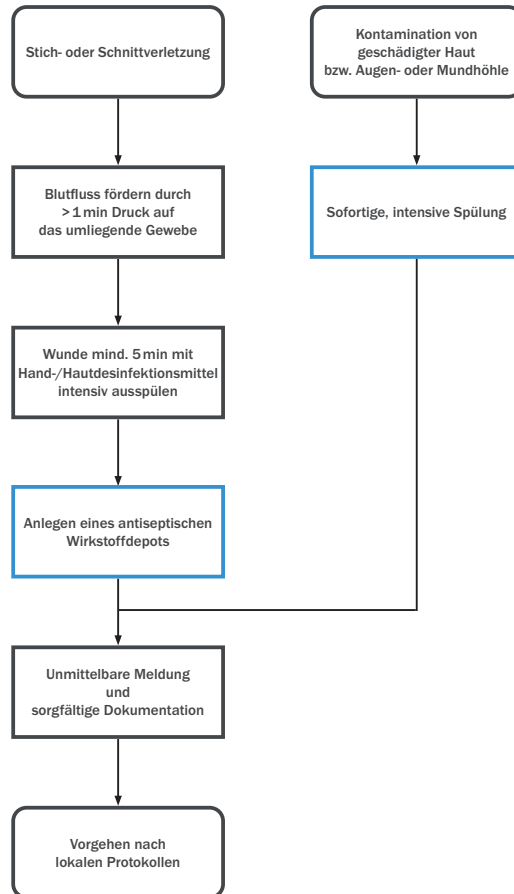 Stich- oder Schnittverletzung
Kontamination von
geschädigter Haut
bzw. Augen- oder Mundhöhle
Blutfluss fördern durch
> 1 min Druck auf
das umliegende Gewebe
Sofortige, intensive Spülung
Wunde mind. 5 min mit
Hand-/Hautdesinfektionsmittel
intensiv ausspülen
Anlegen eines antiseptischen
Wirkstoffdepots
Unmittelbare Meldung
und
sorgfältige Dokumentation
Vorgehen nach
lokalen Protokollen